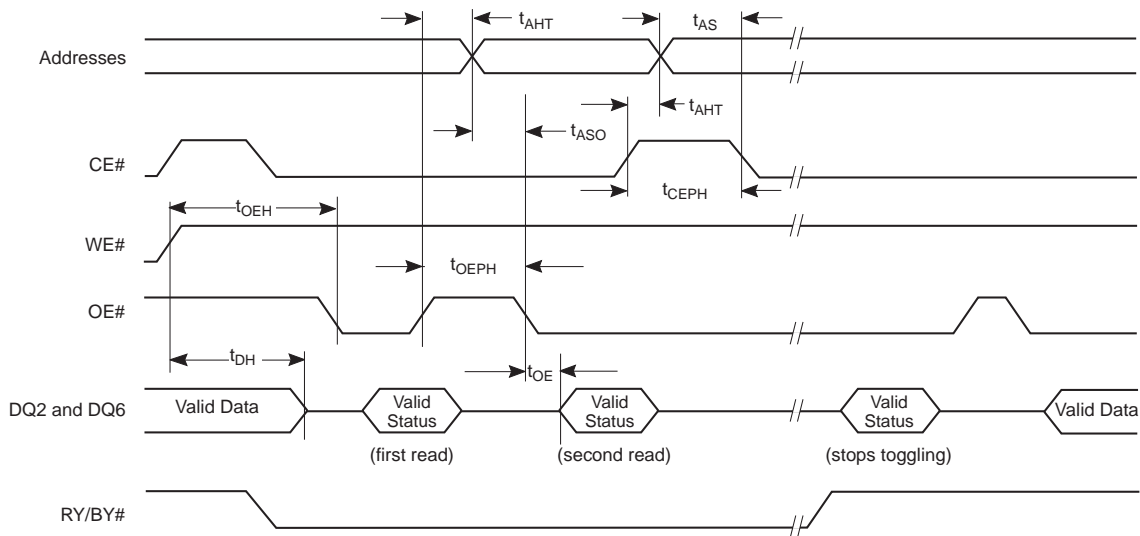 tAHT
tAS
Addresses
tAHT
tASO
CE#
tCEPH
tOEH
WE#
tOEPH
OE#
tDH
tOE
DQ2 and DQ6
Valid Data
Valid
Status
Valid
Status
Valid
Status
Valid Data
(first read)
(second read)
(stops toggling)
RY/BY#